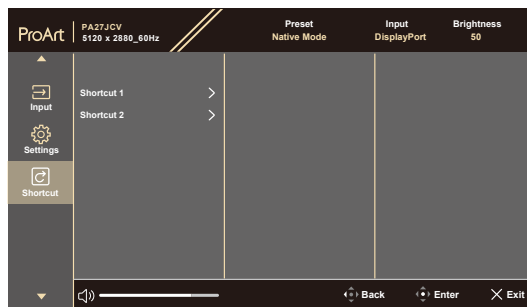 ProArt
PA27JCV
5120 x 2880_60Hz
Preset
Native Mode
Input
DisplayPort
Brightness
50
Input
Settings
Shortcut
Shortcut 1
Shortcut 2
Back
Enter
Exit